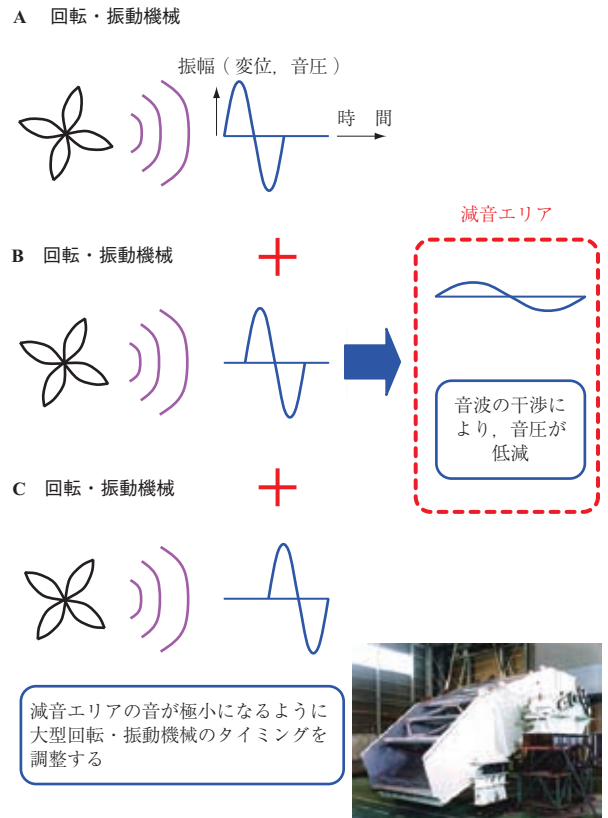 A 回転・振動機械
振幅 ( 変位, 音圧 )
時 間
減音エリア
B 回転・振動機械
音波の干渉に
より, 音圧が
低減
C 回転・振動機械
減音エリアの音が極小になるように
大型回転・振動機械のタイミングを
調整する